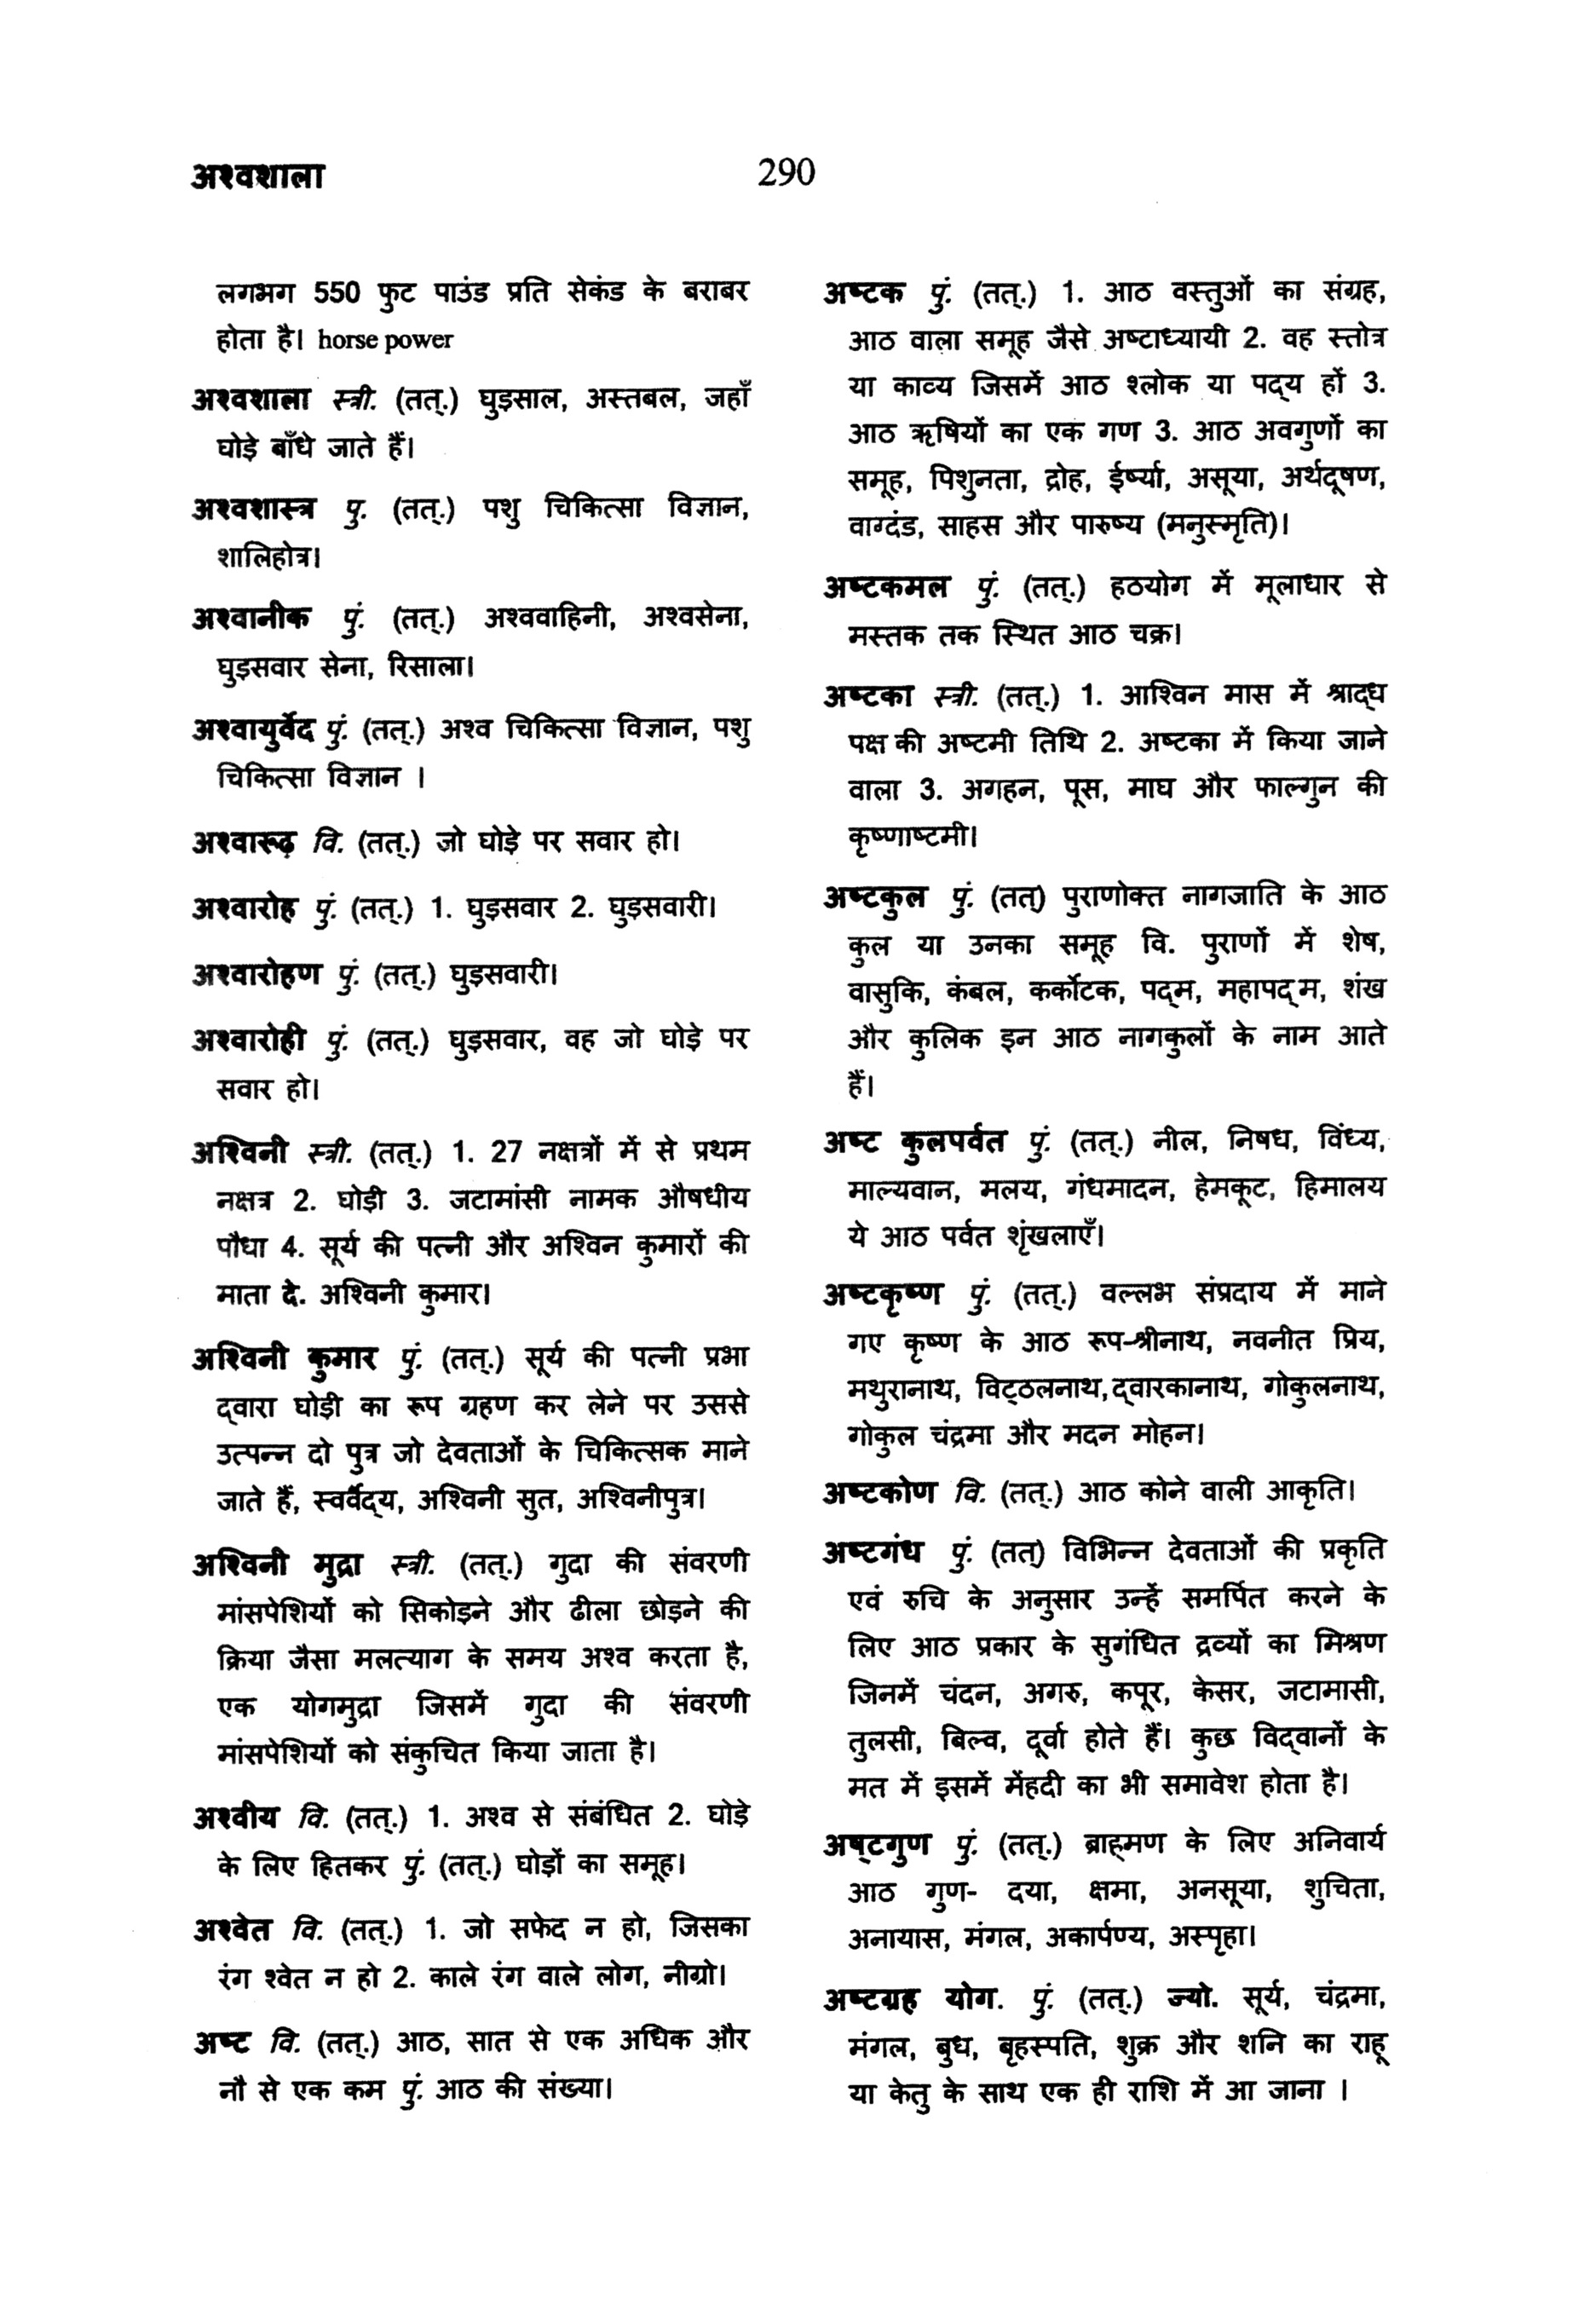 अश्वशाला
290
लगभग 550 फुट पाउंड प्रति सेकंड के बराबर
होता है। horse power
अश्वशाला स्त्री. (तत्.) घुड़साल, अस्तबल, जहाँ
घोड़े बाँधे जाते हैं।
अश्वशास्त्र पु. (तत्.) पशु चिकित्सा विज्ञान,
शालिहोत्र।
अश्वानीक पुं. (तत्.) अश्ववाहिनी, अश्वसेना,
घुड़सवार सेना, रिसाला।
अश्वायुर्वेद पुं. (तत्.) अश्व चिकित्सा विज्ञान, पशु
चिकित्सा विज्ञान ।
अश्वारूढ़ वि. (तत्.) जो घोड़े पर सवार हो।
अश्वारोह पुं. (तत्.) 1. घुड़सवार 2. घुड़सवारी।
अश्वारोहण पुं. (तत्.) घुड़सवारी।
अश्वारोही पुं. (तत्.) घुड़सवार, वह जो घोड़े पर
सवार हो।
अश्विनी स्त्री. (तत्.) 1. 27 नक्षत्रों में से प्रथम
नक्षत्र 2. घोड़ी 3. जटामांसी नामक औषधीय
पौधा 4. सूर्य की पत्नी और अश्विन कुमारों की
माता दे. अश्विनी कुमार।
अश्विनी कुमार पुं. (तत्.) सूर्य की पत्नी प्रभा
द्वारा घोड़ी का रूप ग्रहण कर लेने पर उससे
उत्पन्न दो पुत्र जो देवताओं के चिकित्सक माने
जाते हैं, स्वर्वैद्य, अश्विनी सुत, अश्विनीपुत्र।
अश्विनी मुद्रा स्त्री. (तत्.) गुदा की संवरणी
मांसपेशियों को सिकोड़ने और ढीला छोड़ने की
क्रिया जैसा मलत्याग के समय अश्व करता है,
एक योगमुद्रा जिसमें गुदा की संवरणी
मांसपेशियों को संकुचित किया जाता है।
अश्वीय वि. (तत्.) 1. अश्व से संबंधित 2. घोड़े
के लिए हितकर पुं. (तत्.) घोड़ों का समूह।
अश्वेत वि. (तत्.) 1. जो सफेद न हो, जिसका
रंग श्वेत न हो 2. काले रंग वाले लोग, नीग्रो।
अष्ट वि. (तत्.) आठ, सात से एक अधिक और
नौ से एक कम पुं. आठ की संख्या।
अष्टक पुं. (तत्.) 1. आठ वस्तुओं का संग्रह,
आठ वाला समूह जैसे अष्टाध्यायी 2. वह स्तोत्र
या काव्य जिसमें आठ श्लोक या पद्य हों 3.
आठ ऋषियों का एक गण 3. आठ अवगुणों का
समूह, पिशुनता, द्रोह, ईर्ष्या, असूया, अर्थदूषण,
वाग्दंड, साहस और पारुष्य (मनुस्मृति)।
अष्टकमल पुं. (तत्.) हठयोग में मूलाधार से
मस्तक तक स्थित आठ चक्र।
अष्टका स्त्री. (तत्.) 1. आश्विन मास में श्राद्ध
पक्ष की अष्टमी तिथि 2. अष्टका में किया जाने
वाला 3. अगहन, पूस, माघ और फाल्गुन की
कृष्णाष्टमी।
अष्टकुल पुं. (तत्) पुराणोक्त नागजाति के आठ
कुल या उनका समूह वि. पुराणों में शेष,
वासुकि, कंबल, कर्कोटक, पद्म, महापद्म, शंख
और कुलिक इन आठ नागकुलों के नाम आते
हैं।
अष्ट कुलपर्वत पुं. (तत्.) नील, निषध, विंध्य,
माल्यवान, मलय, गंधमादन, हेमकूट, हिमालय
ये आठ पर्वत शृंखलाएँ।
अष्टकृष्ण पुं. (तत्.) वल्लभ संप्रदाय में माने
गए कृष्ण के आठ रूप-श्रीनाथ, नवनीत प्रिय,
मथुरानाथ, विट्ठलनाथ,द्वारकानाथ, गोकुलनाथ,
गोकुल चंद्रमा और मदन मोहन।
अष्टकोण वि. (तत्.) आठ कोने वाली आकृति।
अष्टगंध पुं. (तत्) विभिन्न देवताओं की प्रकृति
एवं रुचि के अनुसार उन्हें समर्पित करने के
लिए आठ प्रकार के सुगंधित द्रव्यों का मिश्रण
जिनमें चंदन, अगरु, कपूर, केसर, जटामासी,
तुलसी, बिल्व, दूर्वा होते हैं। कुछ विद्वानों के
मत में इसमें मेंहदी का भी समावेश होता है।
अष्‍टगुण पुं. (तत्.) ब्राह्मण के लिए अनिवार्य
आठ गुण- दया, क्षमा, अनसूया, शुचिता,
अनायास, मंगल, अकार्पण्य, अस्पृहा।
अष्टग्रह योग. पुं. (तत्.) ज्यो. सूर्य, चंद्रमा,
मंगल, बुध, बृहस्पति, शुक्र और शनि का राहू
या केतु के साथ एक ही राशि में आ जाना ।